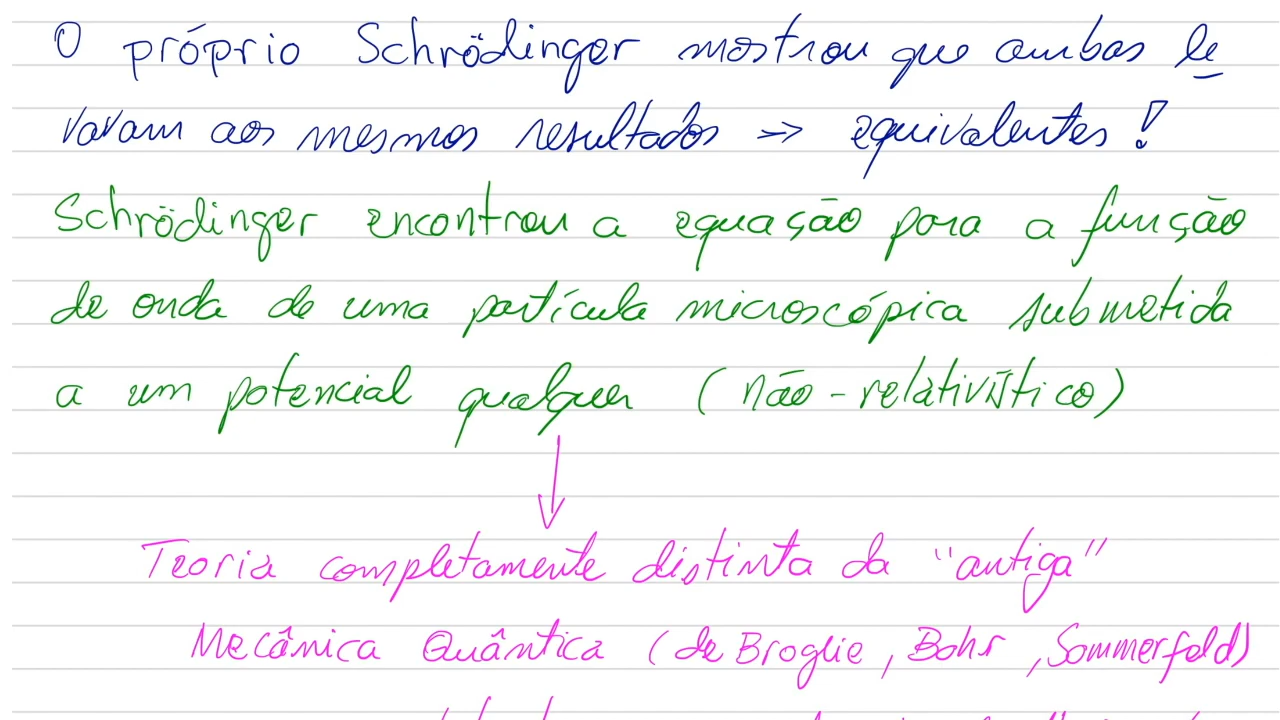 O próprio Schrödinger mostrou que ambas le
vavam aos mesmos resultados => equivalentes!
Schrödinger encontrou a equação para a função
de onda de uma partícula microscópica submetida
a um potencial qualquer (não-relativístico)
Teoria completamente distinta da "antiga"
Mecânica Quântica (de Broglie, Bohr, Sommerfeld)